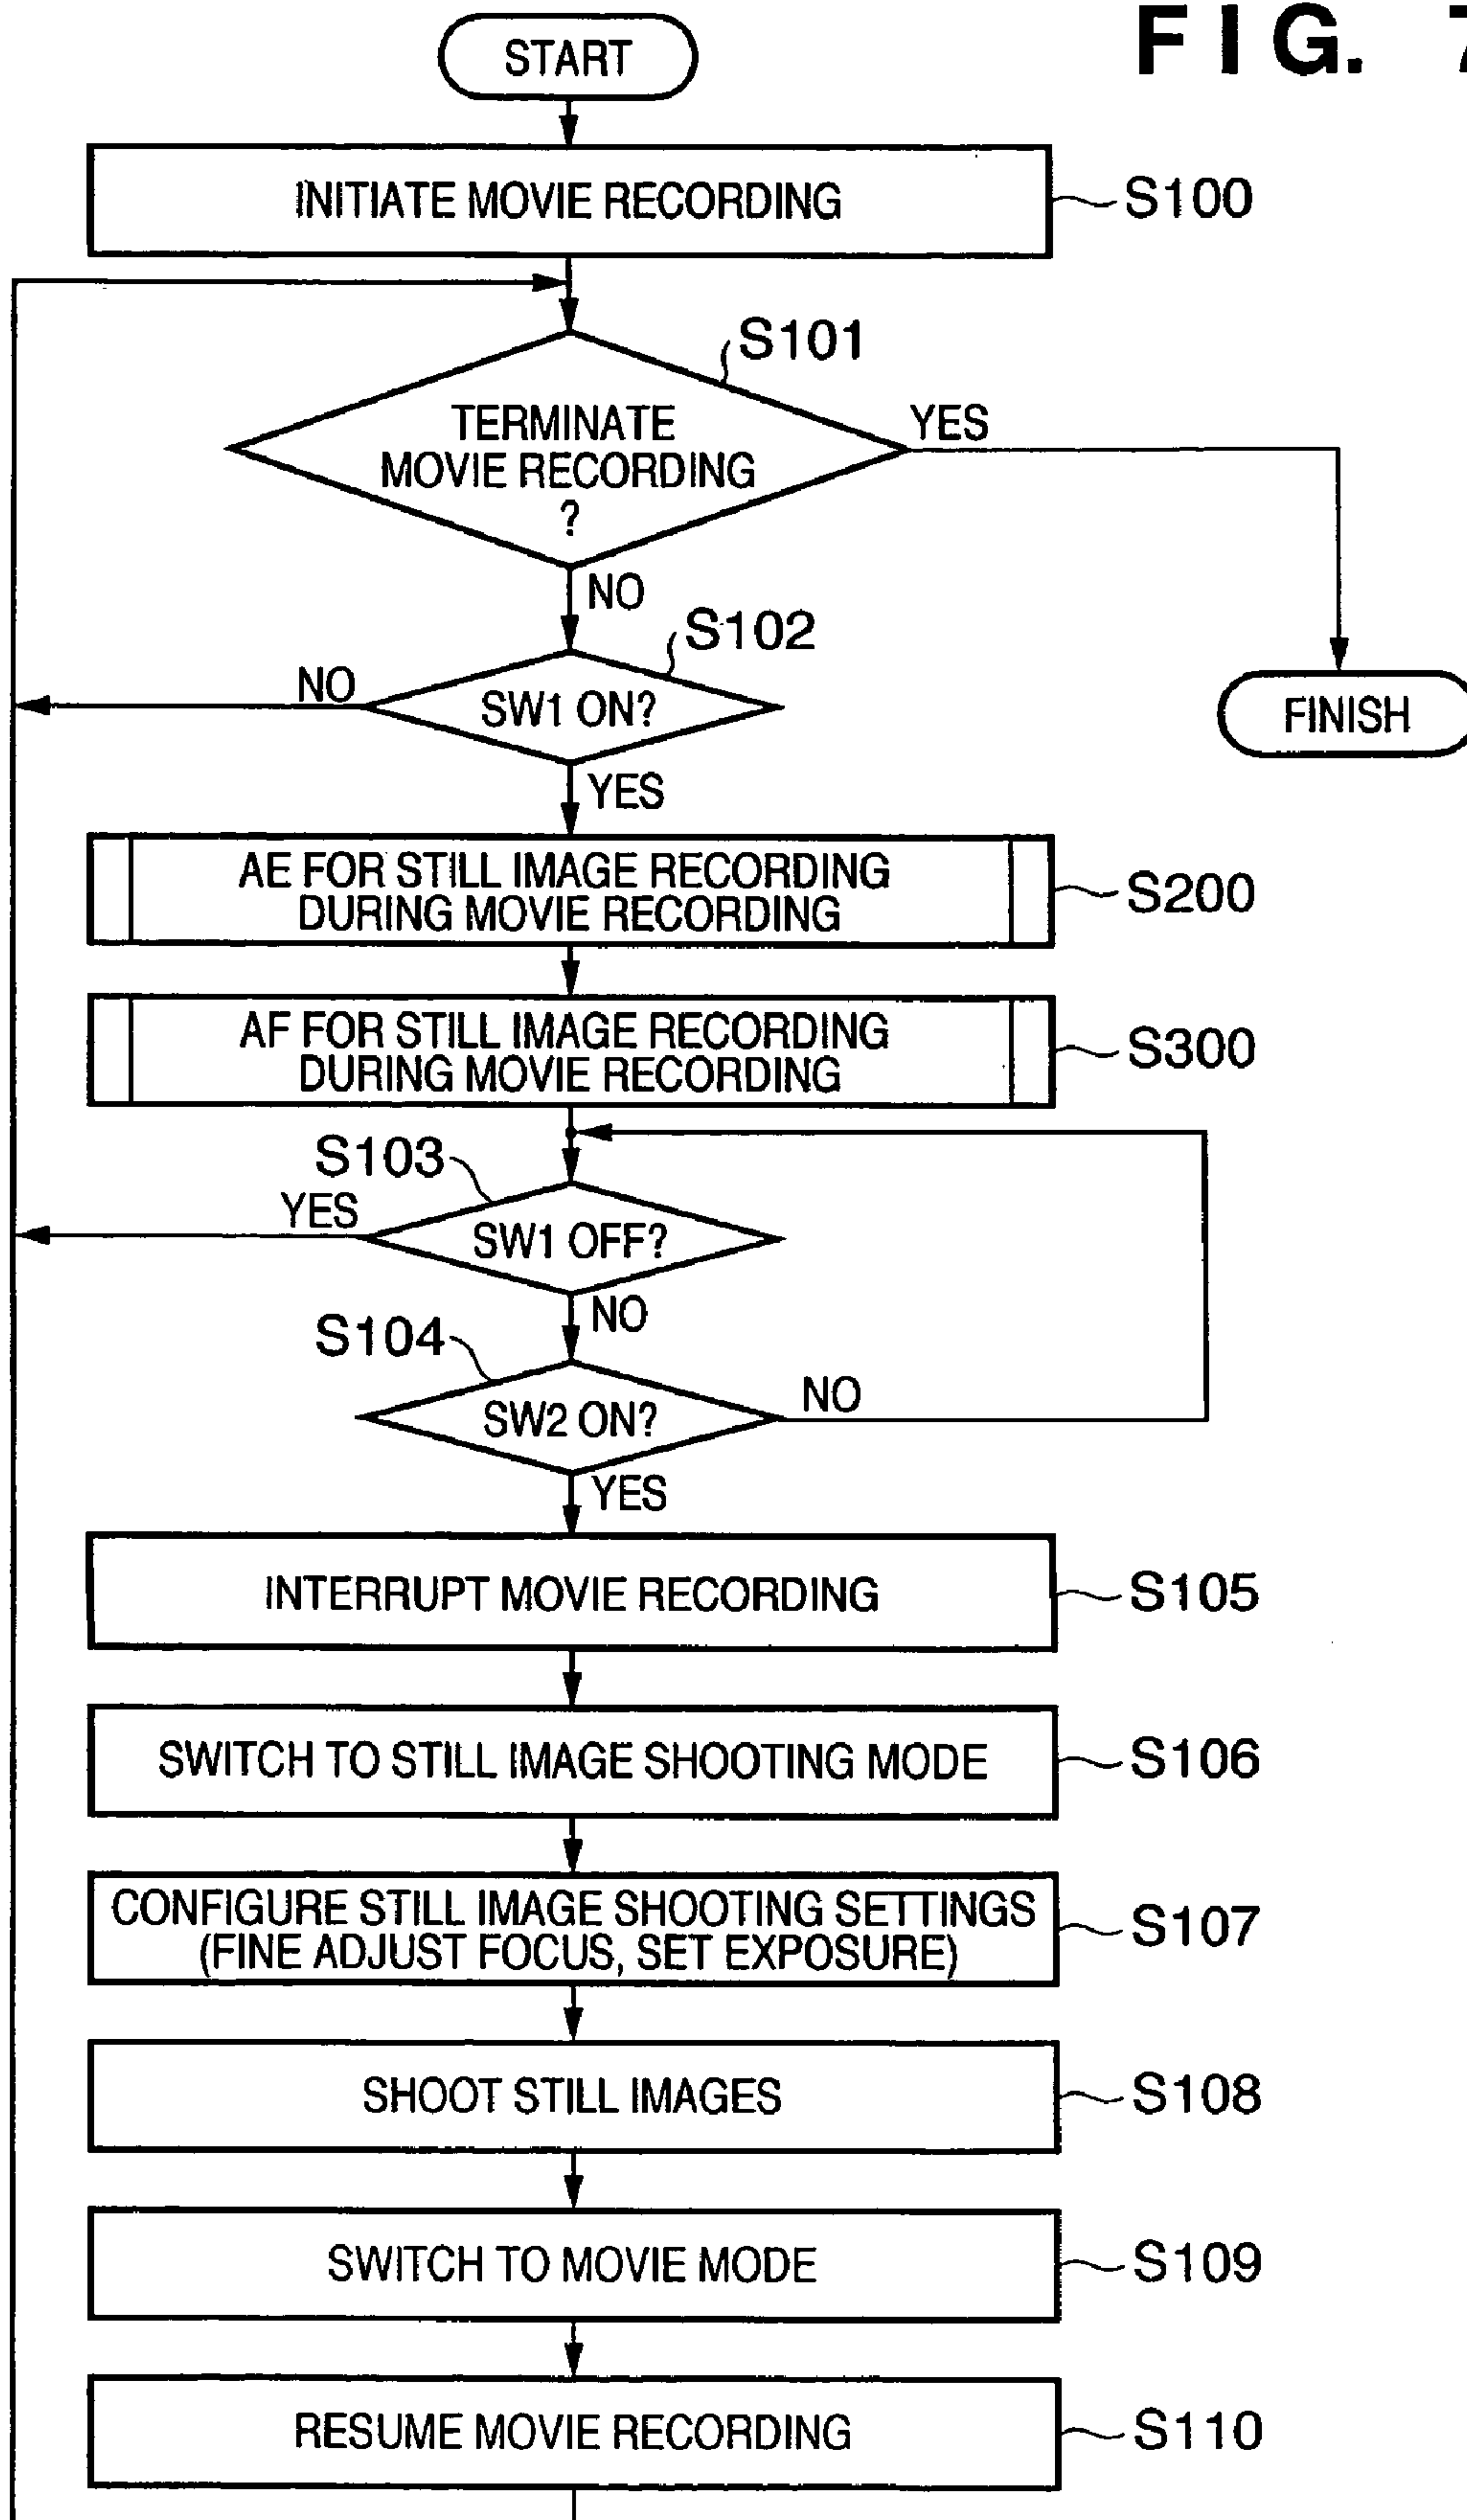 FIG. 7
START
INITIATE MOVIE RECORDING
S100
S101
TERMINATE
MOVIE RECORDING
?
YES
NO
S102
SW1 ON?
NO
FINISH
YES
AE FOR STILL IMAGE RECORDING
DURING MOVIE RECORDING
S200
AF FOR STILL IMAGE RECORDING
DURING MOVIE RECORDING
S300
S103
YES
SW1 OFF?
NO
S104
SW2 ON?
NO
YES
INTERRUPT MOVIE RECORDING
S105
SWITCH TO STILL IMAGE SHOOTING MODE
S106
CONFIGURE STILL IMAGE SHOOTING SETTINGS
(FINE ADJUST FOCUS, SET EXPOSURE)
S107
SHOOT STILL IMAGES
S108
SWITCH TO MOVIE MODE
S109
RESUME MOVIE RECORDING
S110